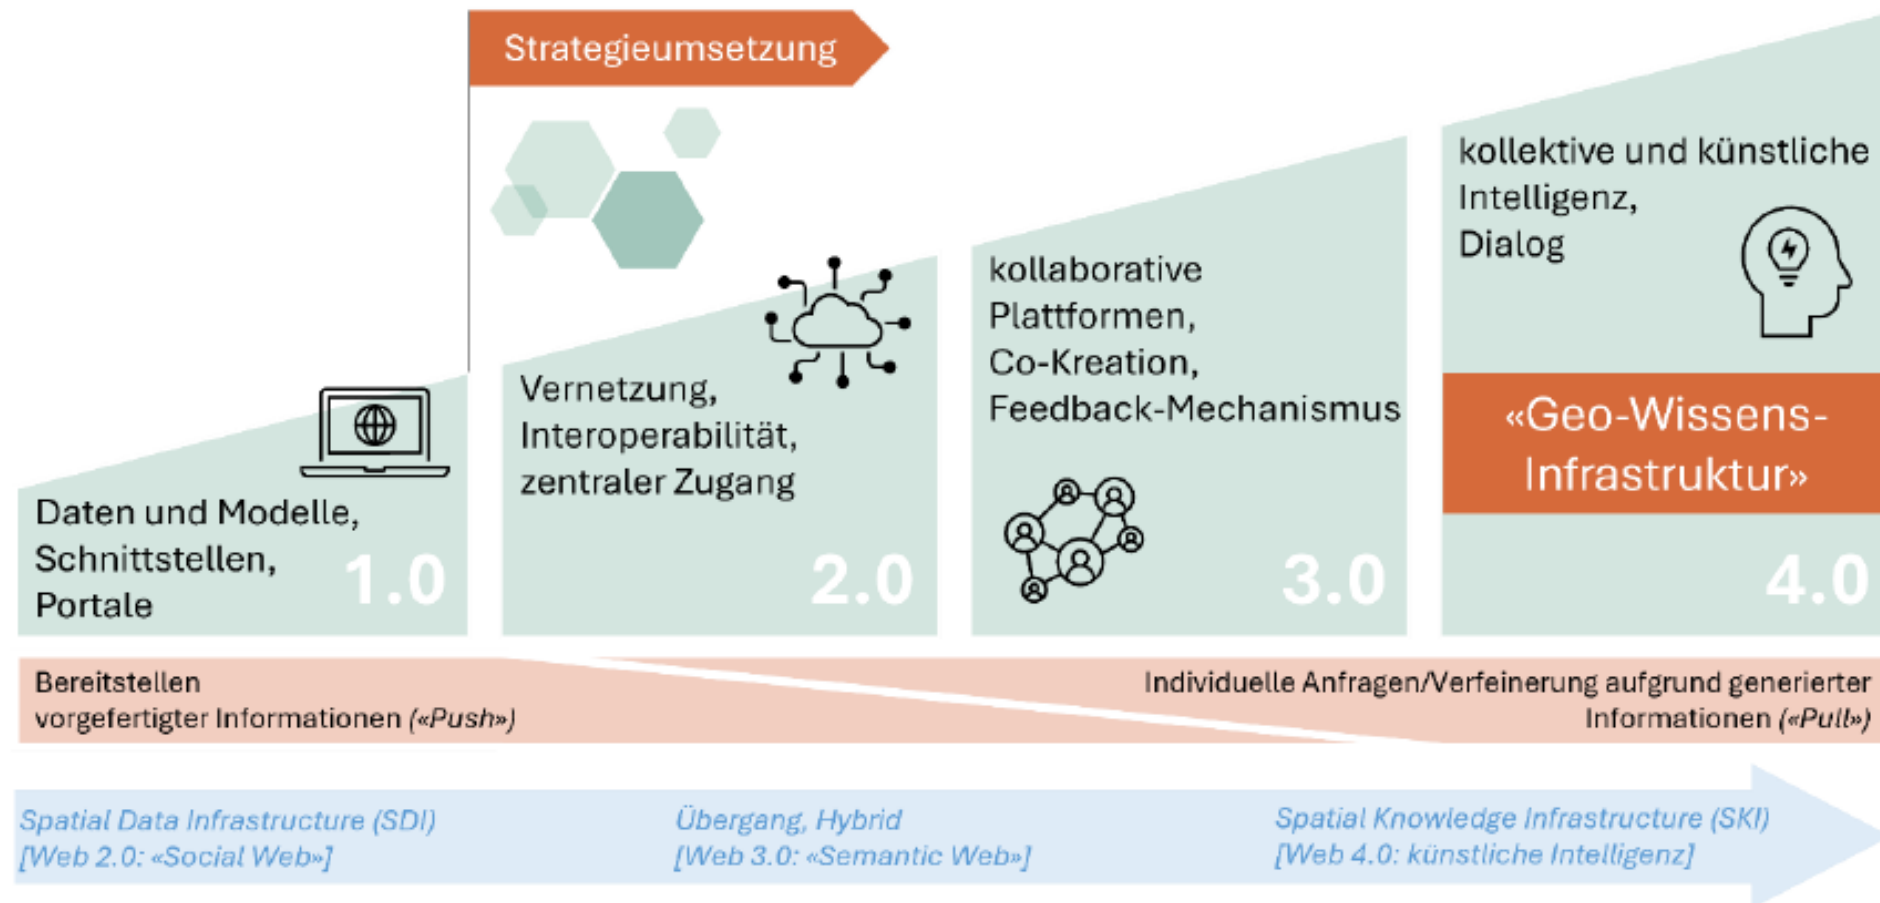 Strategieumsetzung
Daten und Modelle,
Schnittstellen,
Portale
1.0
Vernetzung,
Interoperabilität,
zentraler Zugang
2.0
kollaborative
Plattformen,
Co-Kreation,
Feedback-Mechanismus
3.0
kollektive und künstliche
Intelligenz,
Dialog
«Geo-Wissens-
Infrastruktur»
4.0
Bereitstellen
vorgefertigter Informationen («Push»)
Individuelle Anfragen/Verfeinerung aufgrund generierter
Informationen («Pull»)
Spatial Data Infrastructure (SDI)
[Web 2.0: «Social Web»]
Übergang, Hybrid
[Web 3.0: «Semantic Web»]
Spatial Knowledge Infrastructure (SKI)
[Web 4.0: künstliche Intelligenz]